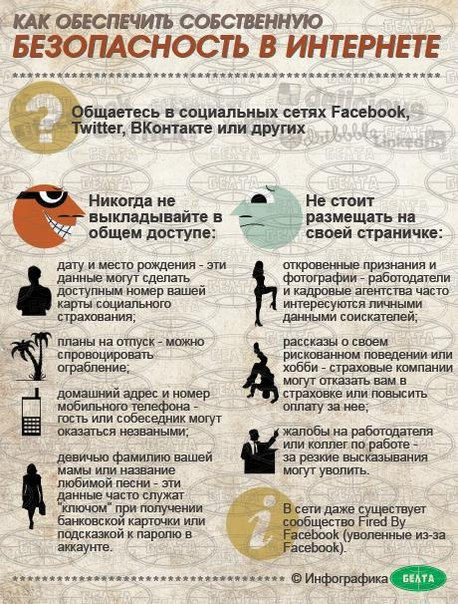 КАК ОБЕСПЕЧИТЬ СОБСТВЕННУЮ
БЕЗОПАСНОСТЬ В ИНТЕРНЕТЕ
Общаетесь в социальных сетях Facebook,
Twitter, ВКонтакте или других
Linked in
Никогда не
выкладывайте в
общем доступе:
дату и место рождения - эти
данные могут сделать
доступным номер вашей
карты социального
страхования;
планы на отпуск - можно
спровоцировать
ограбление;
домашний адрес и номер
мобильного телефона -
гость или собеседник могут
оказаться незваными;
девичью фамилию вашей
мамы или название
любимой песни - эти
данные часто служат
"ключом" при получении
банковской карточки или
подсказкой к паролю в
аккаунте.
Не стоит
размещать на
своей страничке:
откровенные признания и
фотографии - работодатели
и кадровые агентства часто
интересуются личными
данными соискателей;
рассказы о своем
рискованном поведении или
хобби - страховые компании
могут отказать вам в
страховке или повысить
оплату за нее;
жалобы на работодателя
или коллег по работе -
за резкие высказывания
могут уволить.
В сети даже существует
сообщество Fired By
Facebook (уволенные из-за
Facebook).
© Инфографика БЕЛТА